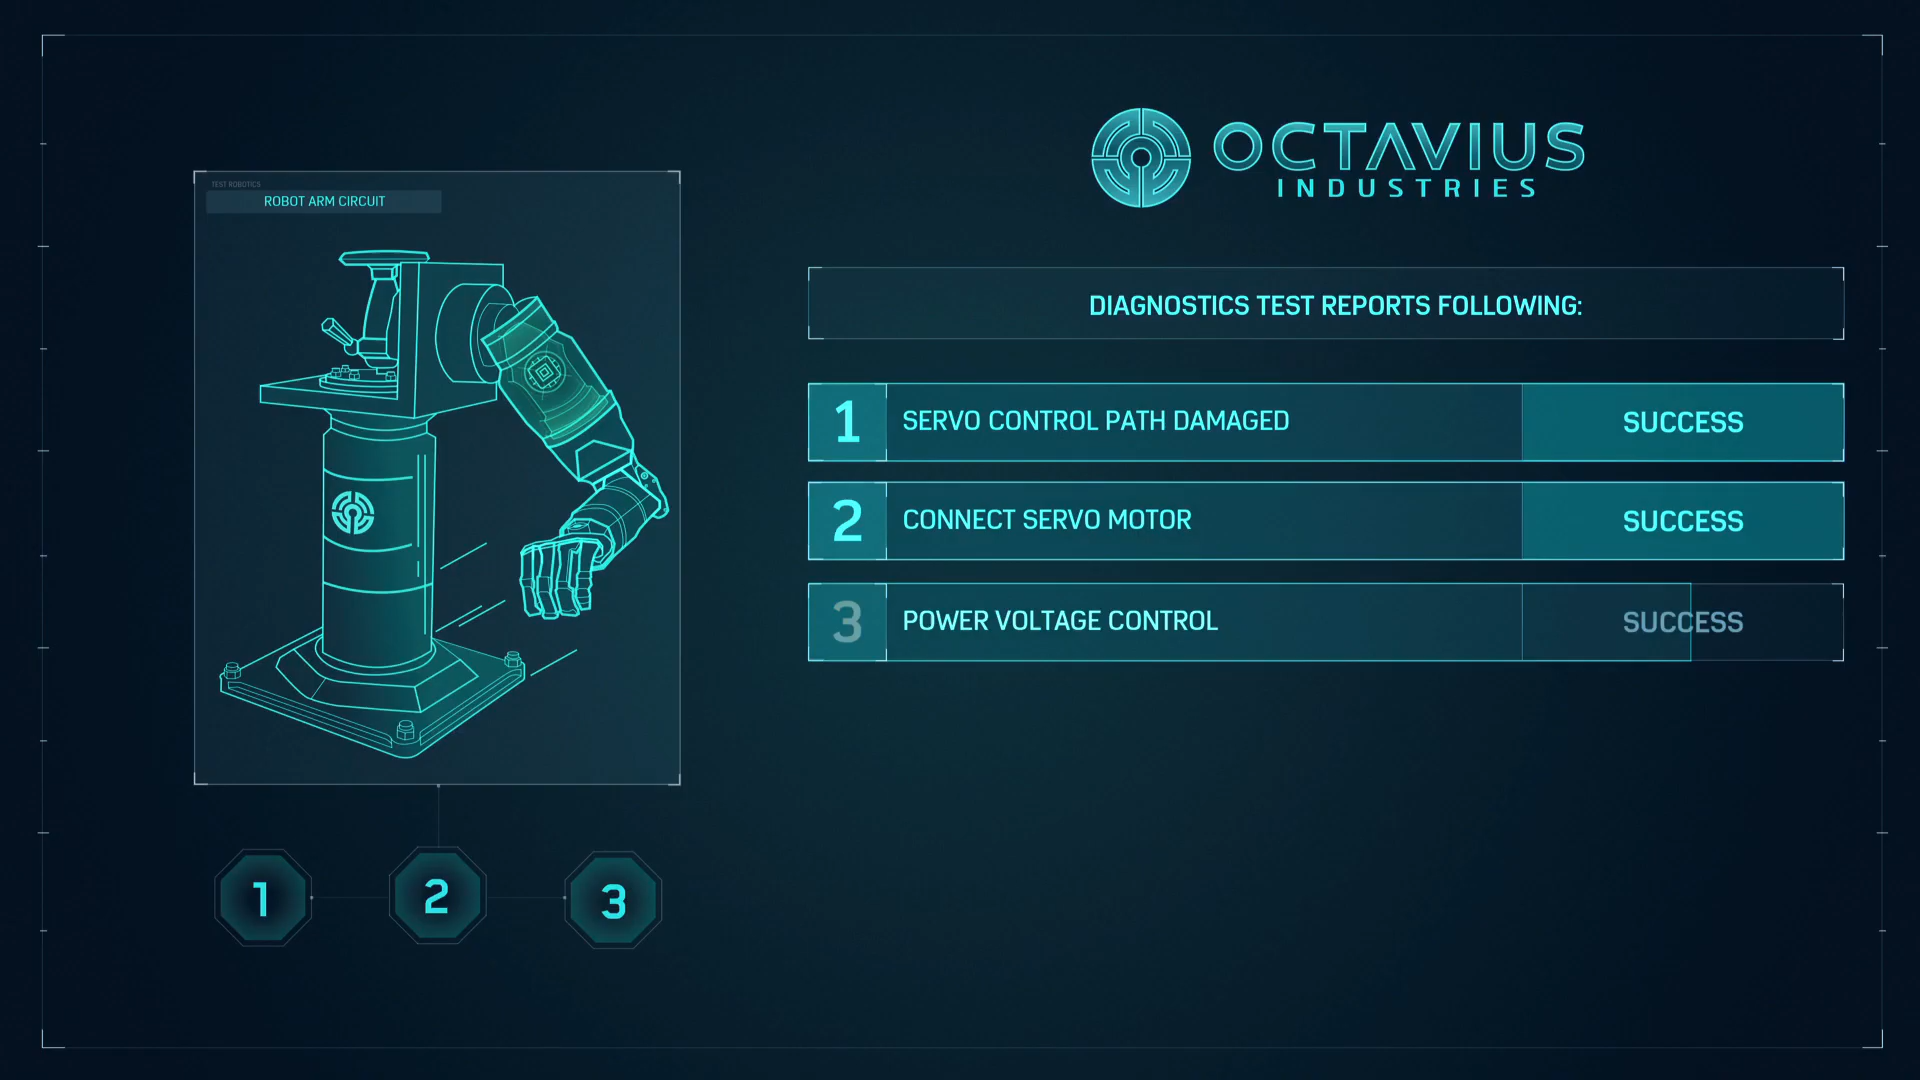 TEST ROBOTICS
ROBOT ARM CIRCUIT
1
2
3
OCTAVIUS
INDUSTRIES
DIAGNOSTICS TEST REPORTS FOLLOWING:
1 SERVO CONTROL PATH DAMAGED SUCCESS
2 CONNECT SERVO MOTOR SUCCESS
3 POWER VOLTAGE CONTROL SUCCESS